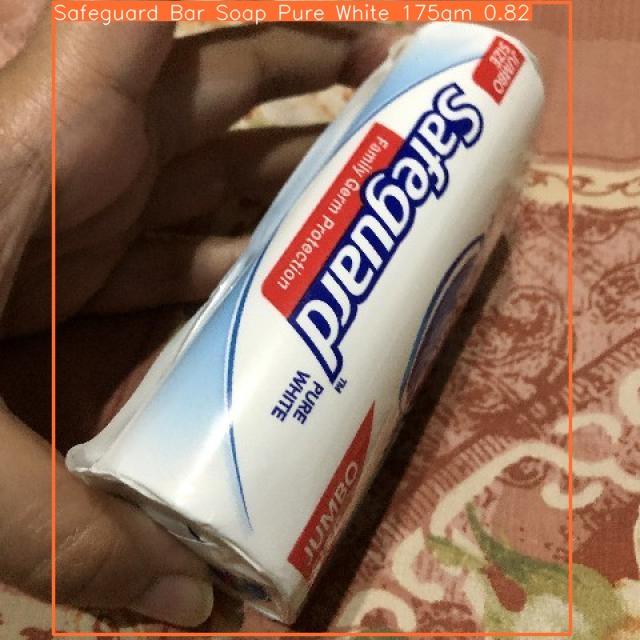 Safeguard Bar Soap Pure White 175gm 0.82
JUMBO
SIZE
Safeguard
Family Germ Protection
TM
PURE
WHITE
JUMBO